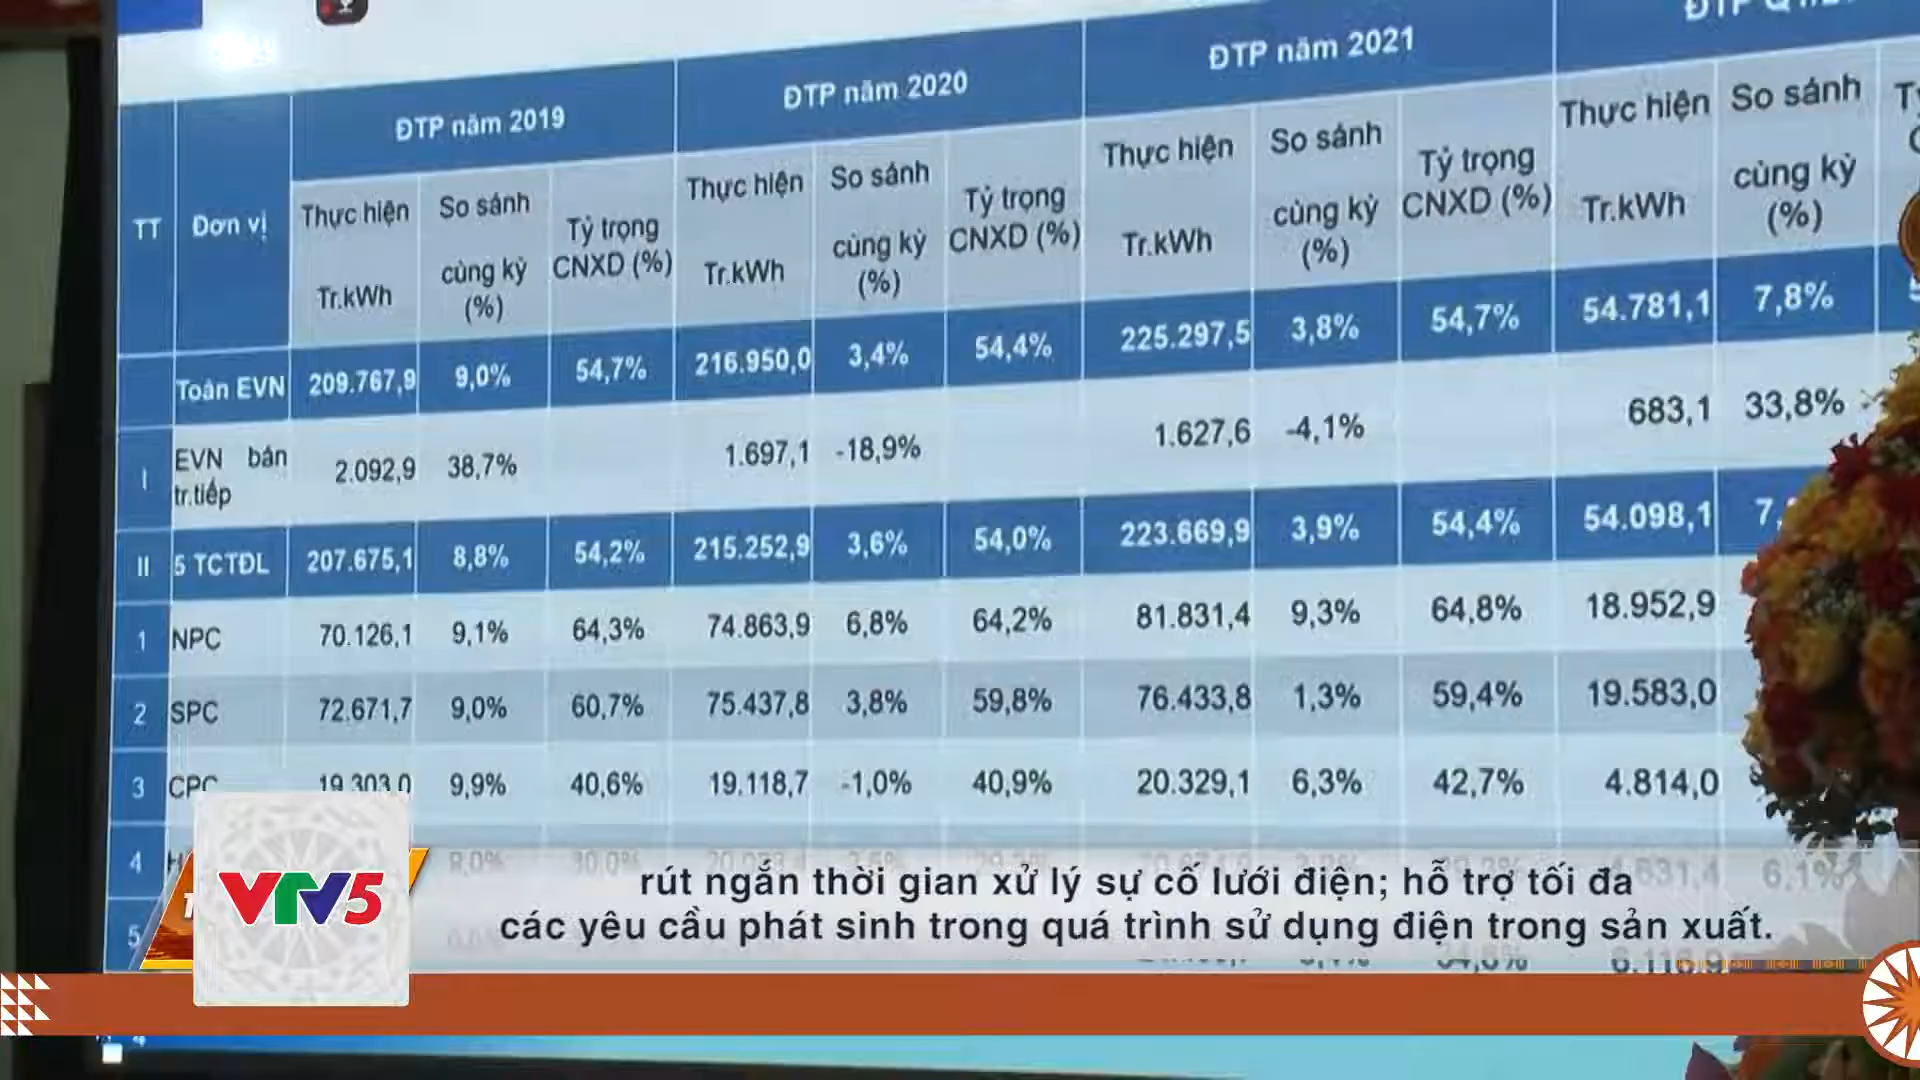 ĐTP năm 2019 ĐTP năm 2020 ĐTP năm 2021 ĐTP
TT Đơn vị Thực hiện Tr.kWh So sánh cùng kỳ (%) Tỷ trọng CNXD (%) Thực hiện Tr.kWh So sánh cùng kỳ (%) Tỷ trọng CNXD (%) Thực hiện Tr.kWh So sánh cùng kỳ (%) Tỷ trọng CNXD (%) Thực hiện Tr.kWh So sánh cùng kỳ (%)
Toàn EVN 209.767,9 9,0% 54,7% 216.950,0 3,4% 54,4% 225.297,5 3,8% 54,7% 54.781,1 7,8%
I EVN bán tr.tiếp 2.092,9 38,7% 1.697,1 -18,9% 1.627,6 -4,1% 683,1 33,8%
II 5 TCTĐL 207.675,1 8,8% 54,2% 215.252,9 3,6% 54,0% 223.669,9 3,9% 54,4% 54.098,1
1 NPC 70.126,1 9,1% 64,3% 74.863,9 6,8% 64,2% 81.831,4 9,3% 64,8% 18.952,9
2 SPC 72.671,7 9,0% 60,7% 75.437,8 3,8% 59,8% 76.433,8 1,3% 59,4% 19.583,0
3 CPC 19.303,0 9,9% 40,6% 19.118,7 -1,0% 40,9% 20.329,1 6,3% 42,7% 4.814,0
4 6,1%
5
VTV5
rút ngắn thời gian xử lý sự cố lưới điện; hỗ trợ tối đa
các yêu cầu phát sinh trong quá trình sử dụng điện trong sản xuất.